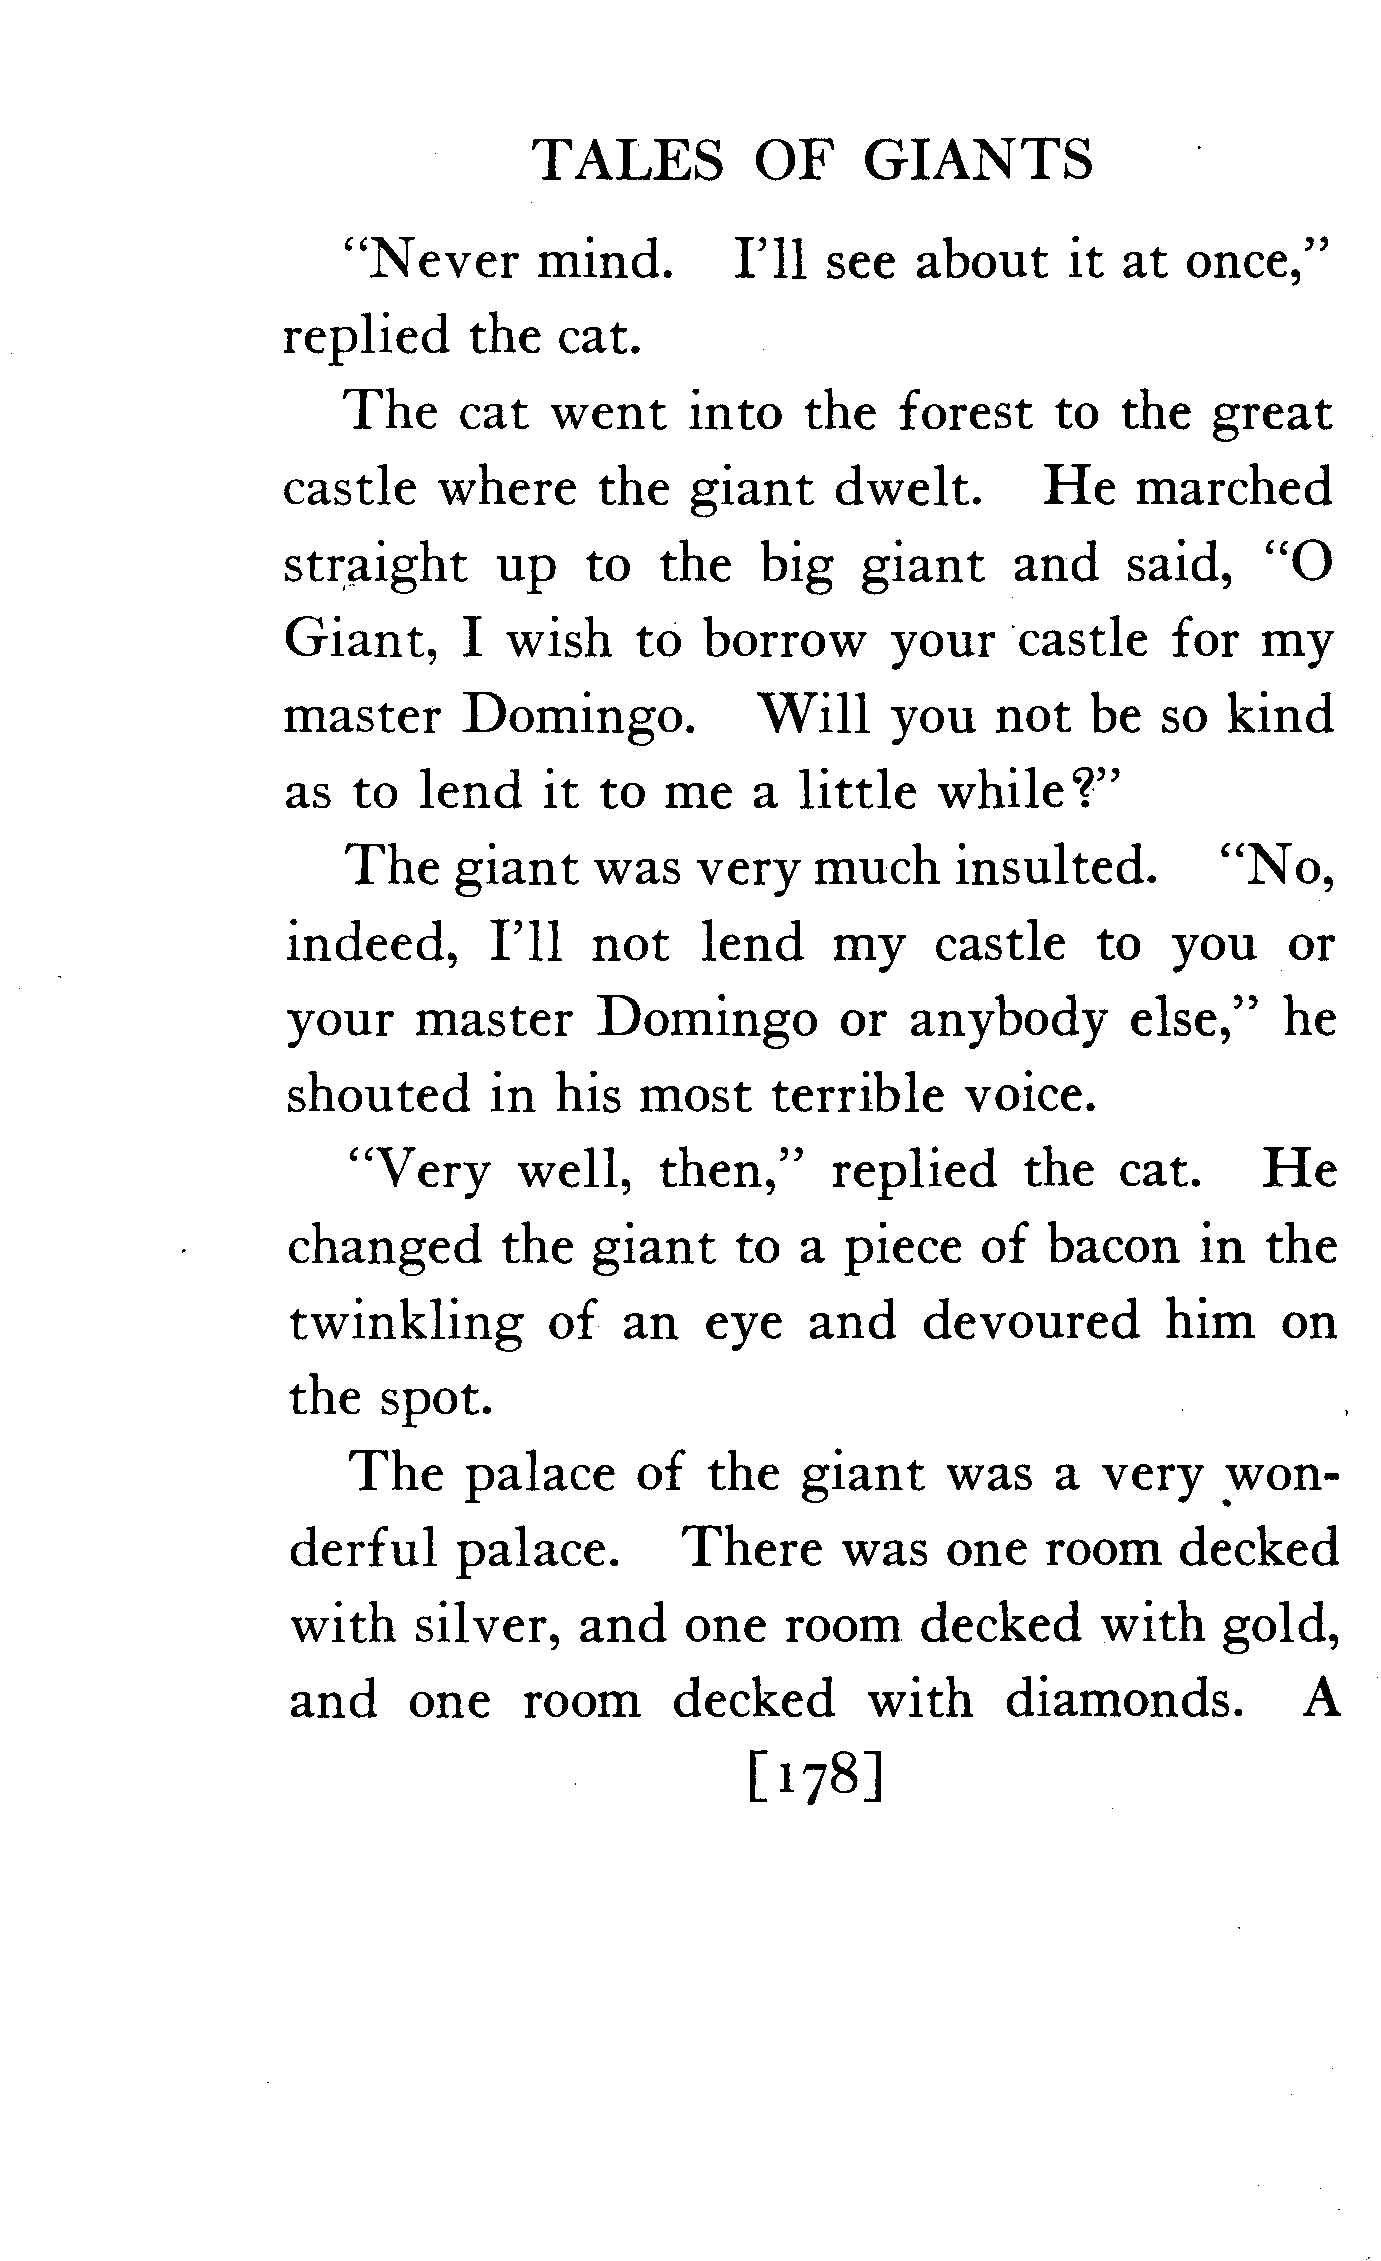 TALES OF GIANTS
“Never mind. I’ll see about it at once,”
replied the cat.
The cat went into the forest to the great
castle where the giant dwelt. He marched
straight up to the big giant and said, “O
Giant, I wish to borrow your castle for my
master Domingo. Will you not be so kind
as to lend it to me a little while?”
The giant was very much insulted. “No,
indeed, I’ll not lend my castle to you or
your master Domingo or anybody else,” he
shouted in his most terrible voice.
“Very well, then,” replied the cat. He
changed the giant to a piece of bacon in the
twinkling of an eye and devoured him on
the spot.
The palace of the giant was a very won-
derful palace. There was one room decked
with silver, and one room decked with gold,
and one room decked with diamonds. A
[178]